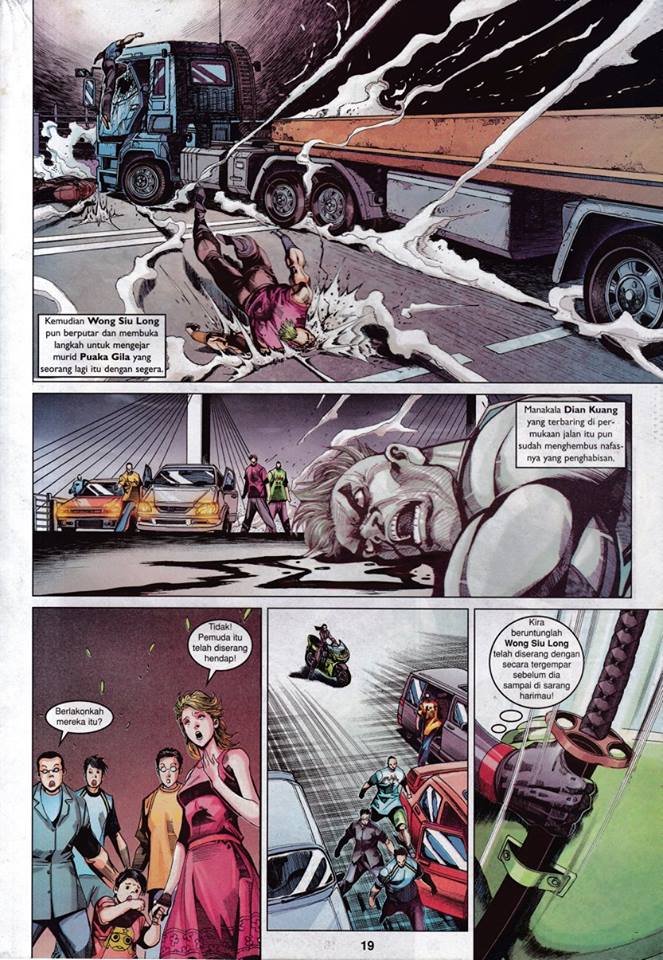 Kemudian Wong Siu Long
pun berputar dan membuka
langkah untuk mengejar
murid Puaka Gila yang
seorang lagi itu dengan segera.
Manakala Dian Kuang
yang terbaring di per-
mukaan jalan itu pun
sudah menghembus nafas-
nya yang penghabisan.
Tidak!
Pemuda itu
telah diserang
hendap!
Berlakonkah
mereka itu?
Kira
beruntunglah
Wong Siu Long
telah diserang dengan
secara tergempar
sebelum dia
sampai di sarang
harimau!
19